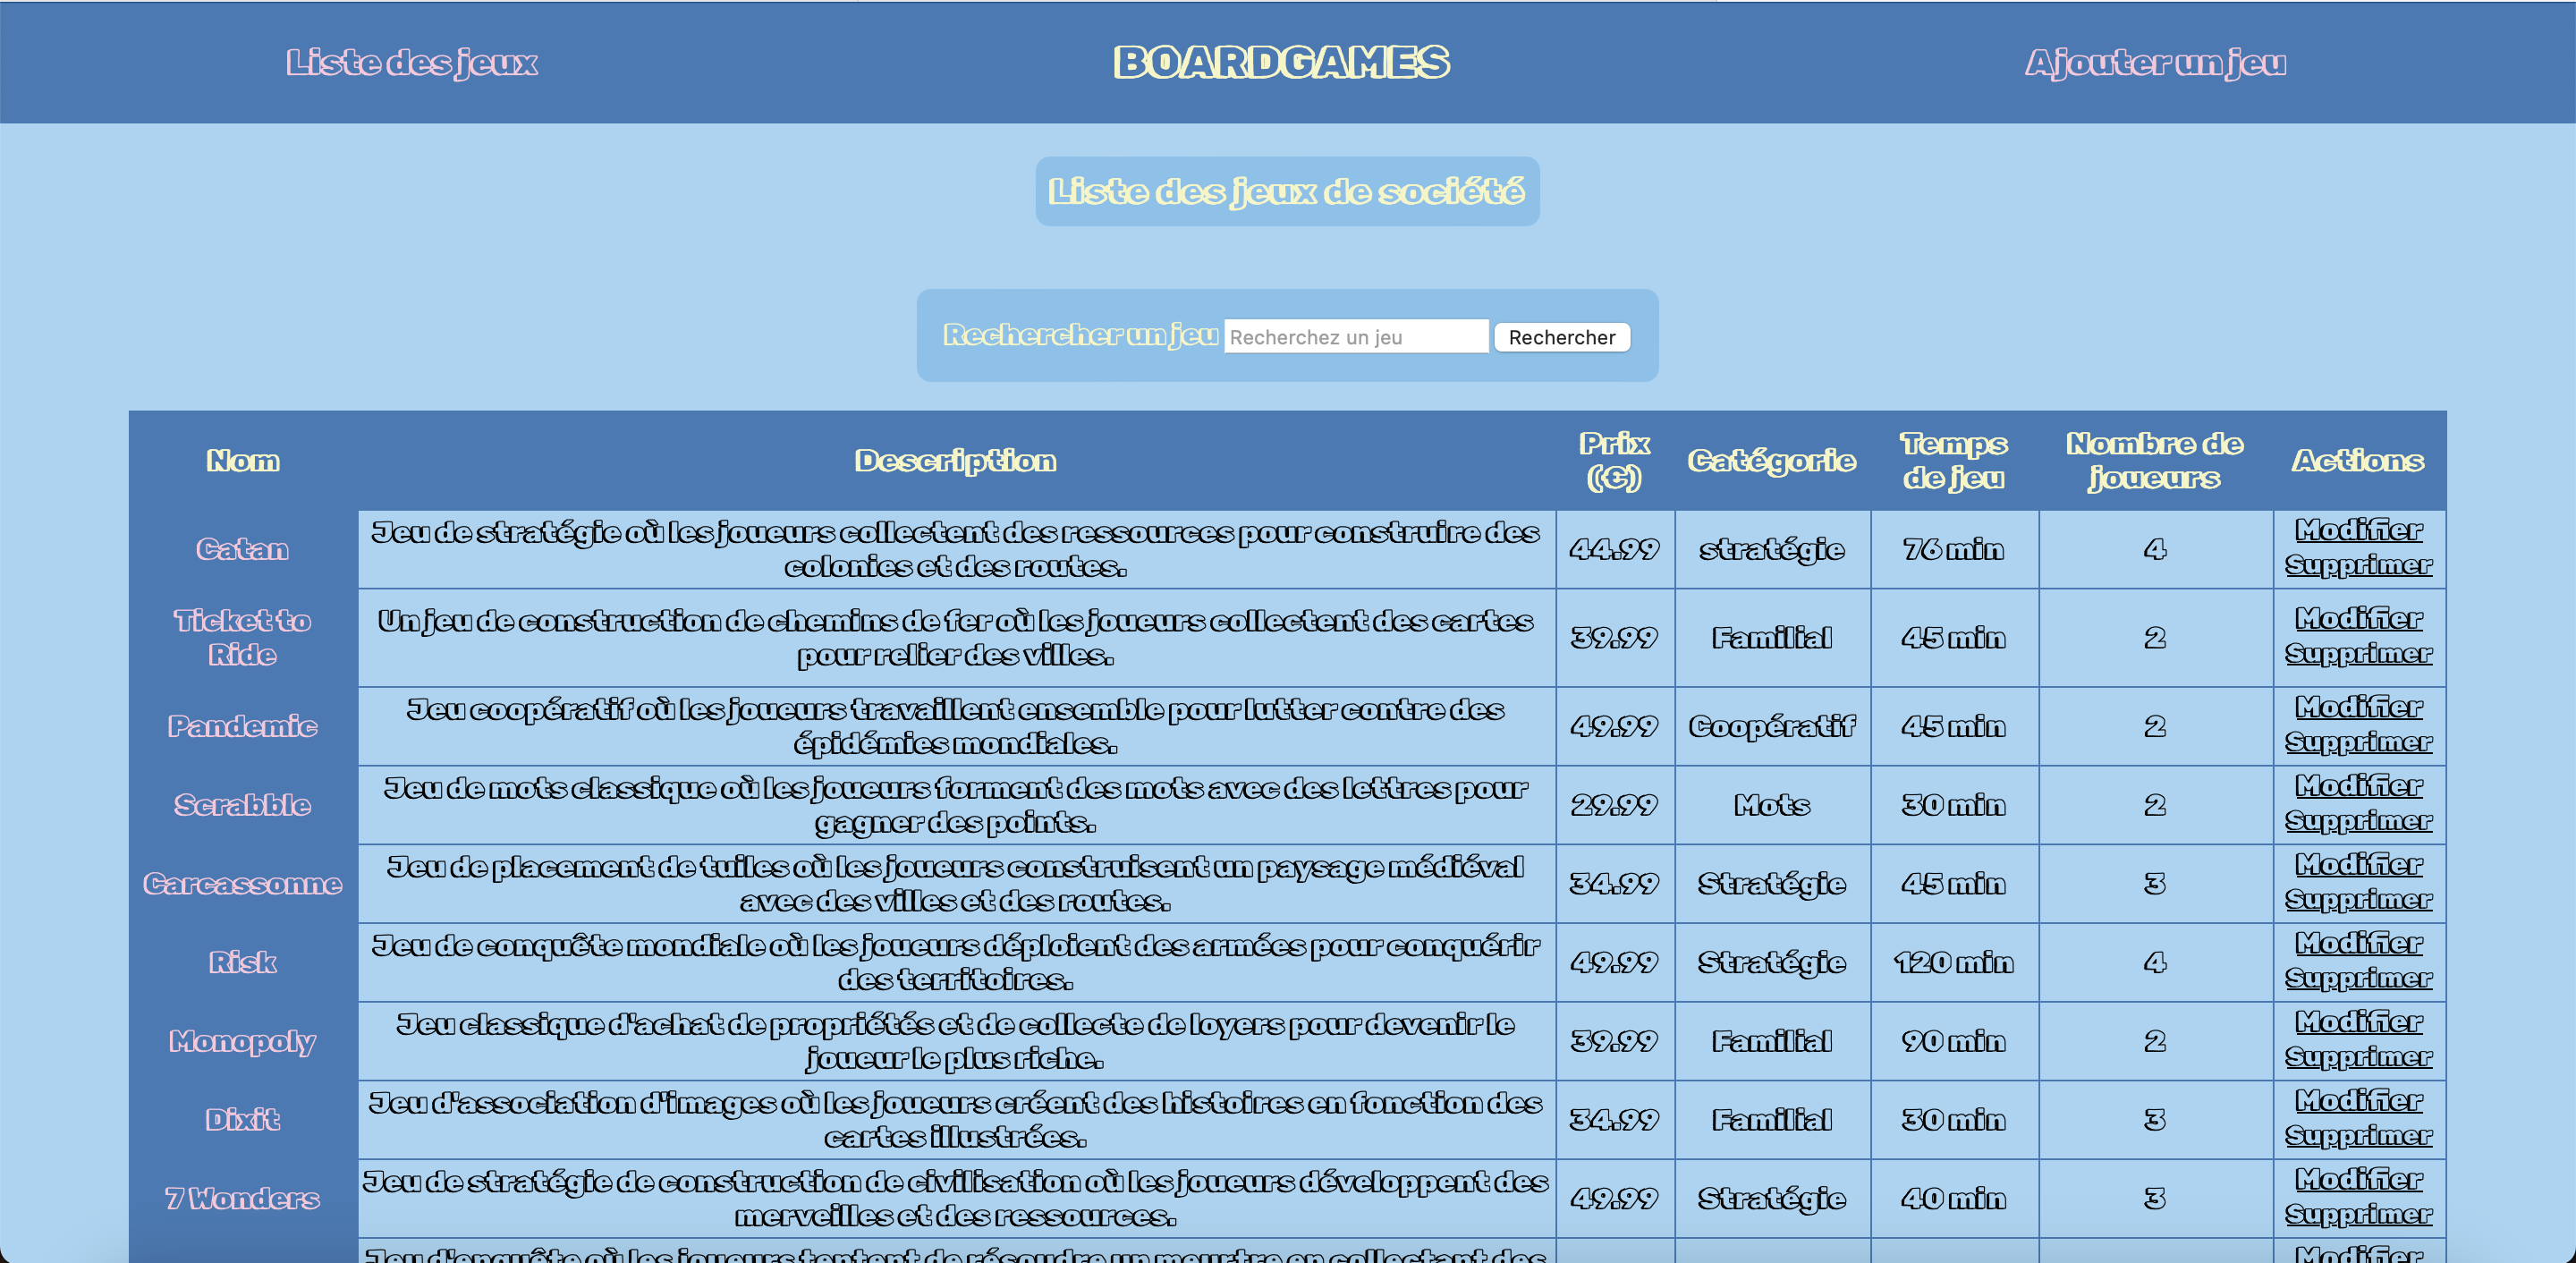 Liste des jeux BOARDGAMES Ajouter un jeu
Liste des jeux de société
Rechercher un jeu Recherchez un jeu Rechercher
Nom Description Prix (€) Catégorie Temps de jeu Nombre de joueurs Actions
Catan Jeu de stratégie où les joueurs collectent des ressources pour construire des colonies et des routes. 44.99 stratégie 76 min 4 Modifier Supprimer
Ticket to Ride Un jeu de construction de chemins de fer où les joueurs collectent des cartes pour relier des villes. 39.99 Familial 45 min 2 Modifier Supprimer
Pandemic Jeu coopératif où les joueurs travaillent ensemble pour lutter contre des épidémies mondiales. 49.99 Coopératif 45 min 2 Modifier Supprimer
Scrabble Jeu de mots classique où les joueurs forment des mots avec des lettres pour gagner des points. 29.99 Mots 30 min 2 Modifier Supprimer
Carcassonne Jeu de placement de tuiles où les joueurs construisent un paysage médiéval avec des villes et des routes. 34.99 Stratégie 45 min 3 Modifier Supprimer
Risk Jeu de conquête mondiale où les joueurs déploient des armées pour conquérir des territoires. 49.99 Stratégie 120 min 4 Modifier Supprimer
Monopoly Jeu classique d'achat de propriétés et de collecte de loyers pour devenir le joueur le plus riche. 39.99 Familial 90 min 2 Modifier Supprimer
Dixit Jeu d'association d'images où les joueurs créent des histoires en fonction des cartes illustrées. 34.99 Familial 30 min 3 Modifier Supprimer
7 Wonders Jeu de stratégie de construction de civilisation où les joueurs développent des merveilles et des ressources. 49.99 Stratégie 40 min 3 Modifier Supprimer
Jeu d'enquête où les joueurs tentent de résoudre un meurtre en collectant des Modifier